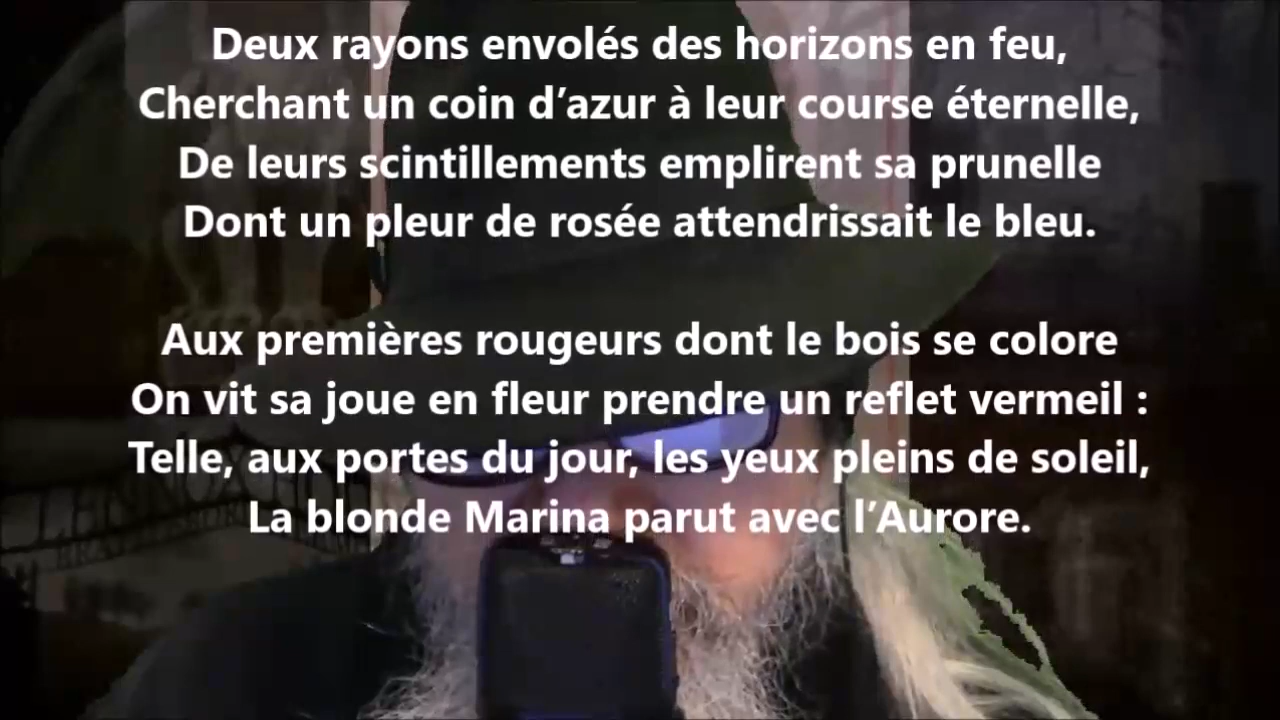 Deux rayons envolés des horizons en feu,
Cherchant un coin d’azur à leur course éternelle,
De leurs scintillements emplirent sa prunelle
Dont un pleur de rosée attendrissait le bleu.
Aux premières rougeurs dont le bois se colore
On vit sa joue en fleur prendre un reflet vermeil :
Telle, aux portes du jour, les yeux pleins de soleil,
La blonde Marina parut avec l’Aurore.